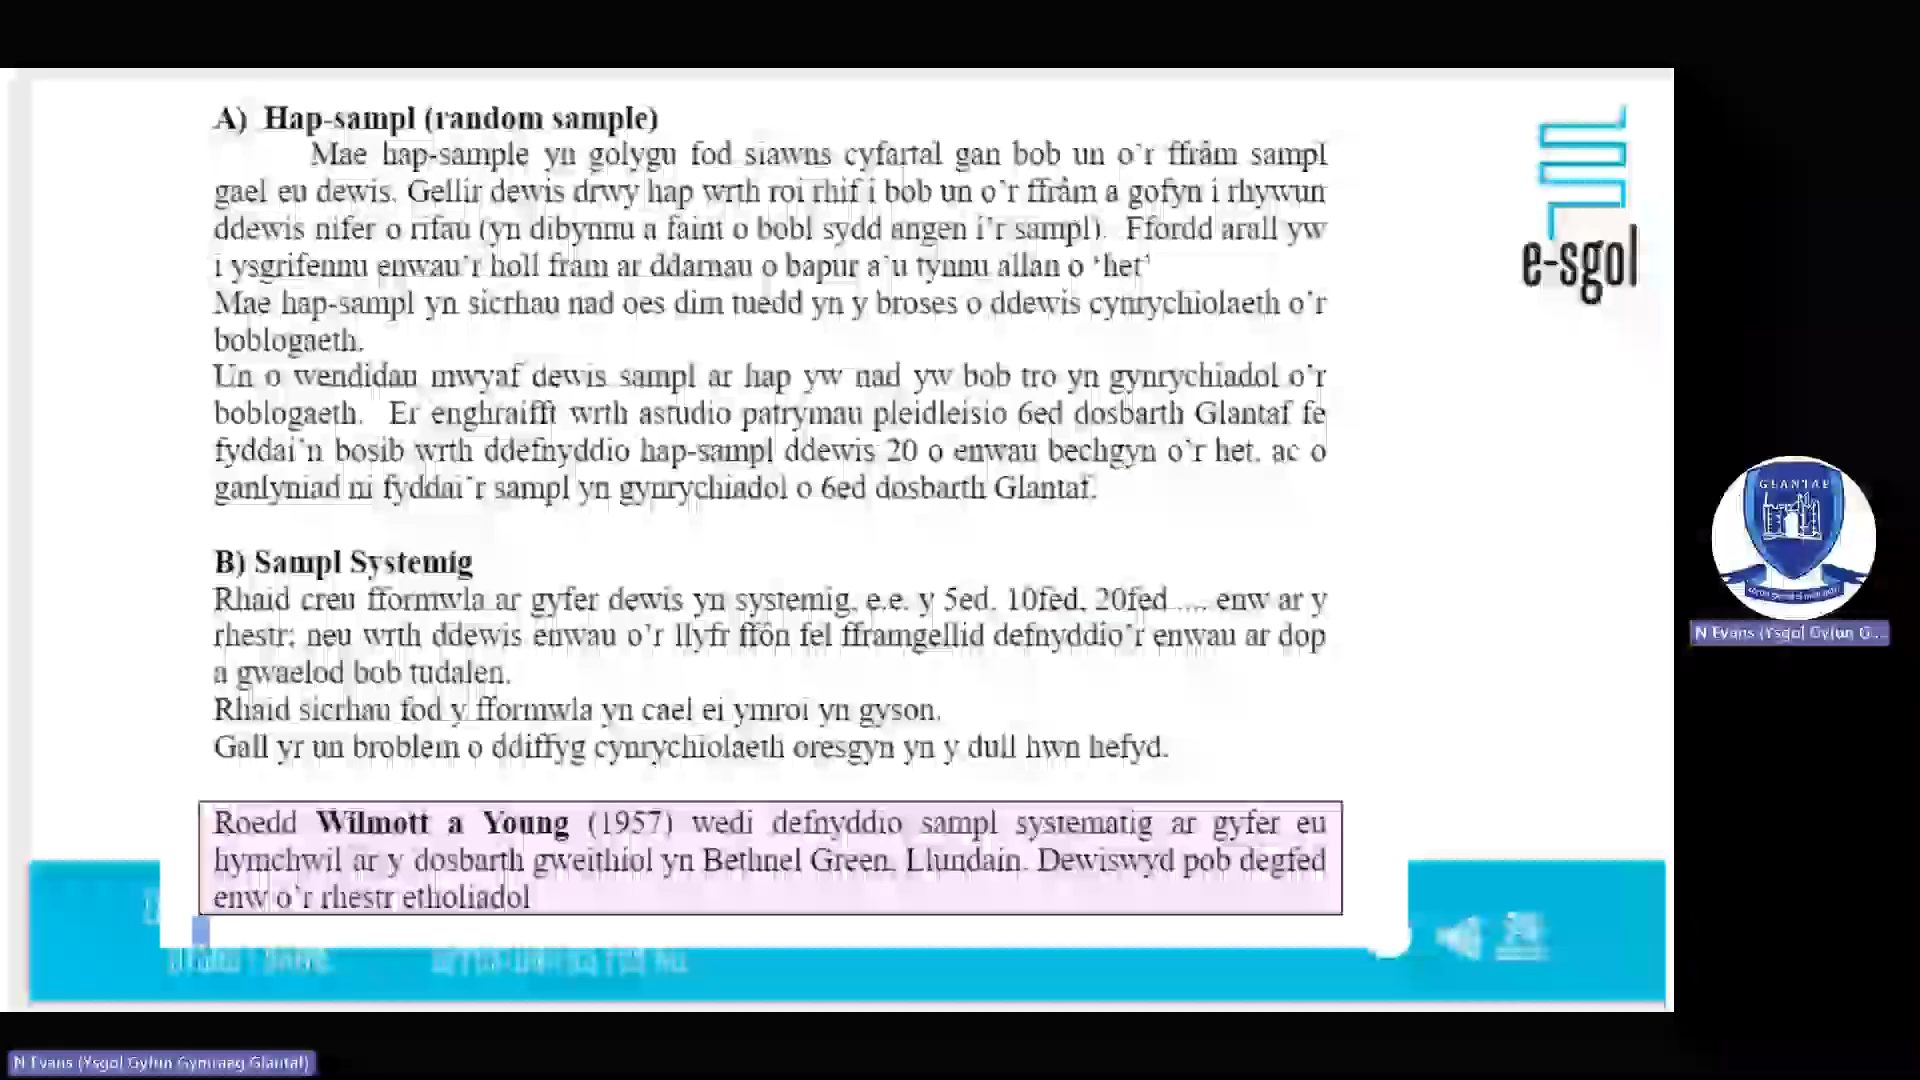 A) Hap-sampl (random sample)
Mae hap-sample yn golygu fod siawns cyfartal gan bob un o'r ffrâm sampl
gael eu dewis. Gellir dewis drwy hap wrth roi rhif i bob un o'r ffrâm a gofyn i rhywun
ddewis nifer o rifau (yn dibynnu a faint o bobl sydd angen i'r sampl). Ffordd arall yw
i ysgrifennu enwau'r holl fram ar ddarnau o bapur a'u tynnu allan o 'het'
Mae hap-sampl yn sicrhau nad oes dim tuedd yn y broses o ddewis cynrychiolaeth o'r
boblogaeth.
Un o wendidau mwyaf dewis sampl ar hap yw nad yw bob tro yn gynrychiadol o'r
boblogaeth. Er enghraifft wrth astudio patrymau pleidleisio 6ed dosbarth Glantaf fe
fyddai'n bosib wrth ddefnyddio hap-sampl ddewis 20 o enwau bechgyn o'r het, ac o
ganlyniad ni fyddai'r sampl yn gynrychiadol o 6ed dosbarth Glantaf.
B) Sampl Systemig
Rhaid creu fformwla ar gyfer dewis yn systemig, e.e. y 5ed, 10fed, 20fed .... enw ar y
rhestr; neu wrth ddewis enwau o'r llyfr ffôn fel fframgellid defnyddio'r enwau ar dop
a gwaelod bob tudalen.
Rhaid sicrhau fod y fformwla yn cael ei ymroi yn gyson.
Gall yr un broblem o ddiffyg cynrychiolaeth oresgyn yn y dull hwn hefyd.
Roedd Wilmott a Young (1957) wedi defnyddio sampl systematig ar gyfer eu
hymchwil ar y dosbarth gweithiol yn Bethnel Green, Llundain. Dewiswyd pob degfed
enw o'r rhestr etholiadol
e-sgol
GLANTAF
N Evans (Ysgol Gyfun G...
N Evans (Ysgol Gyfun Gymraeg Glantaf)